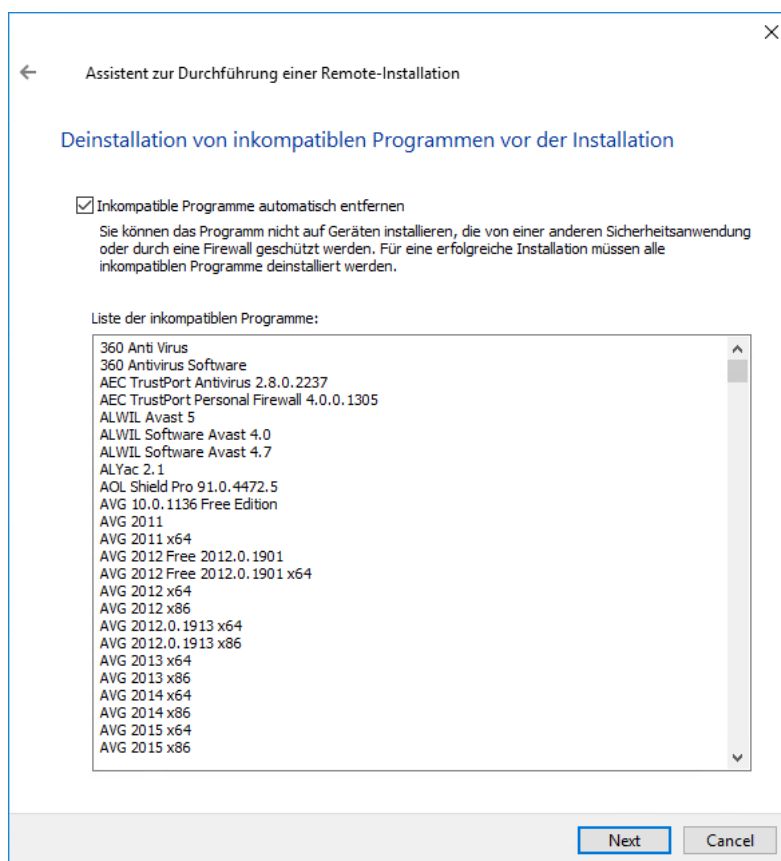 Assistent zur Durchführung einer Remote-Installation
Deinstallation von inkompatiblen Programmen vor der Installation
Inkompatible Programme automatisch entfernen
Sie können das Programm nicht auf Geräten installieren, die von einer anderen Sicherheitsanwendung
oder durch eine Firewall geschützt werden. Für eine erfolgreiche Installation müssen alle
inkompatiblen Programme deinstalliert werden.
Liste der inkompatiblen Programme:
360 Anti Virus
360 Antivirus Software
AEC TrustPort Antivirus 2.8.0.2237
AEC TrustPort Personal Firewall 4.0.0.1305
ALWIL Avast 5
ALWIL Software Avast 4.0
ALWIL Software Avast 4.7
ALYac 2.1
AOL Shield Pro 91.0.4472.5
AVG 10.0.1136 Free Edition
AVG 2011
AVG 2011 x64
AVG 2012 Free 2012.0.1901
AVG 2012 Free 2012.0.1901 x64
AVG 2012 x64
AVG 2012 x86
AVG 2012.0.1913 x64
AVG 2012.0.1913 x86
AVG 2013 x64
AVG 2013 x86
AVG 2014 x64
AVG 2014 x86
AVG 2015 x64
AVG 2015 x86
Next Cancel